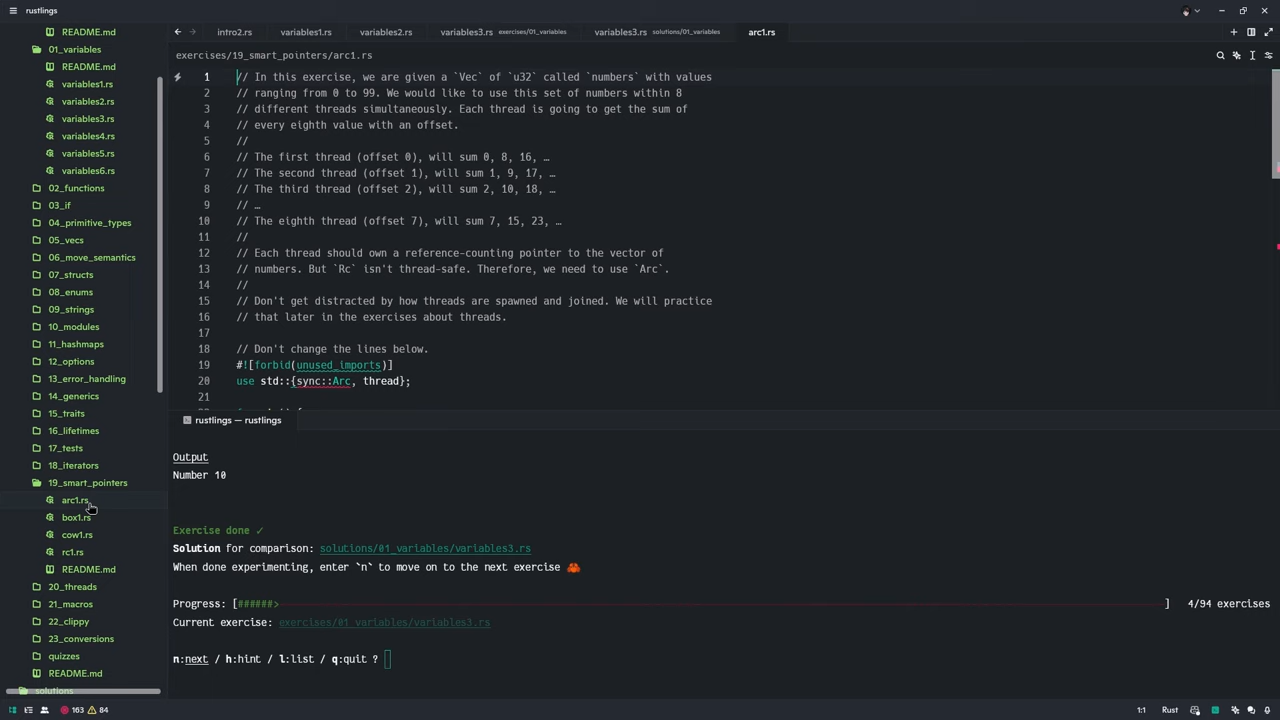 rustlings
README.md
01_variables
README.md
variables1.rs
variables2.rs
variables3.rs
variables4.rs
variables5.rs
variables6.rs
02_functions
03_if
04_primitive_types
05_vecs
06_move_semantics
07_structs
08_enums
09_strings
10_modules
11_hashmaps
12_options
13_error_handling
14_generics
15_traits
16_lifetimes
17_tests
18_iterators
19_smart_pointers
arc1.rs
box1.rs
cow1.rs
rc1.rs
README.md
20_threads
21_macros
22_clippy
23_conversions
quizzes
README.md
solutions
intro2.rs variables1.rs variables2.rs variables3.rs exercises/01_variables variables3.rs solutions/01_variables arc1.rs
exercises/19_smart_pointers/arc1.rs
1 // In this exercise, we are given a `Vec` of `u32` called `numbers` with values
2 // ranging from 0 to 99. We would like to use this set of numbers within 8
3 // different threads simultaneously. Each thread is going to get the sum of
4 // every eighth value with an offset.
5 //
6 // The first thread (offset 0), will sum 0, 8, 16, …
7 // The second thread (offset 1), will sum 1, 9, 17, …
8 // The third thread (offset 2), will sum 2, 10, 18, …
9 // …
10 // The eighth thread (offset 7), will sum 7, 15, 23, …
11 //
12 // Each thread should own a reference-counting pointer to the vector of
13 // numbers. But `Rc` isn't thread-safe. Therefore, we need to use `Arc`.
14 //
15 // Don't get distracted by how threads are spawned and joined. We will practice
16 // that later in the exercises about threads.
17
18 // Don't change the lines below.
19 #![forbid(unused_imports)]
20 use std::{sync::Arc, thread};
21
rustlings — rustlings
Output
Number 10
Exercise done ✓
Solution for comparison: solutions/01_variables/variables3.rs
When done experimenting, enter `n` to move on to the next exercise 🦀
Progress: [######>------] 4/94 exercises
Current exercise: exercises/01_variables/variables3.rs
n:next / h:hint / l:list / q:quit ?
163 84
1:1 Rust